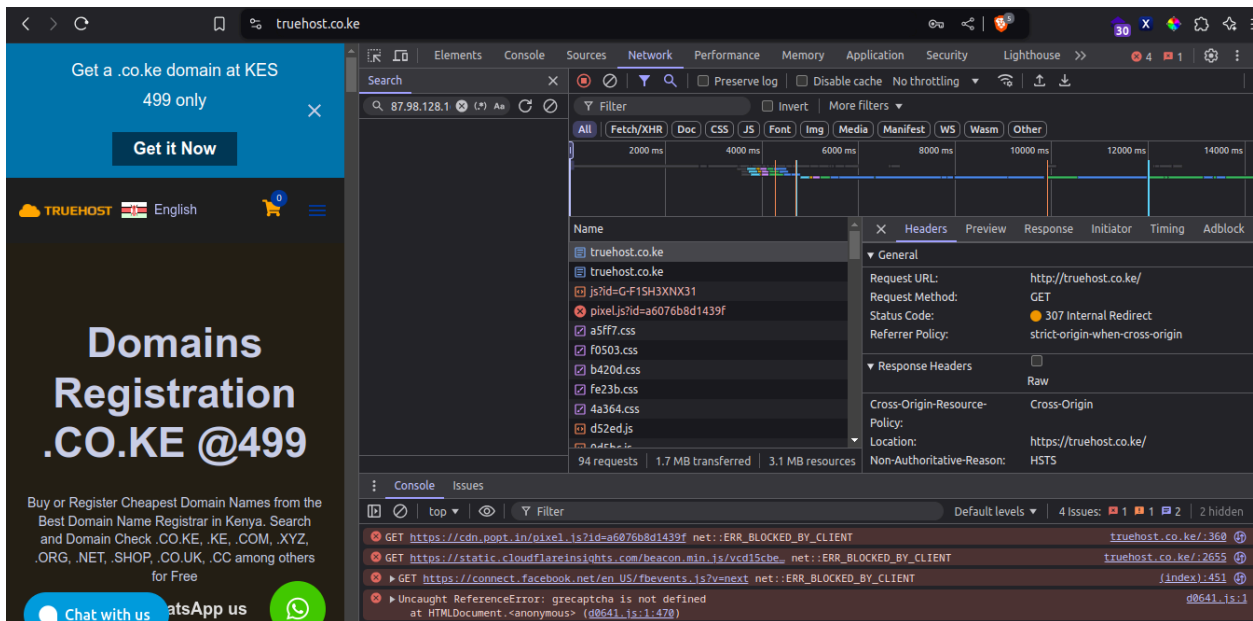 truehost.co.ke
30
Get a .co.ke domain at KES
499 only
Get it Now
TRUEHOST
English
0
Domains
Registration
.CO.KE @499
Buy or Register Cheapest Domain Names from the
Best Domain Name Registrar in Kenya. Search
and Domain Check .CO.KE, .KE, .COM, .XYZ,
.ORG, .NET, .SHOP, .CO.UK, .CC among others
for Free
Chat with us
atsApp us
Elements Console Sources Network Performance Memory Application Security Lighthouse 4 1
Search
87.98.128.1 (.*) Aa
Preserve log Disable cache No throttling
Filter Invert More filters
All Fetch/XHR Doc CSS JS Font Img Media Manifest WS Wasm Other
2000 ms 4000 ms 6000 ms 8000 ms 10000 ms 12000 ms 14000 ms
Name
truehost.co.ke
truehost.co.ke
js?id=G-F1SH3XNX31
pixel.js?id=a6076b8d1439f
a5ff7.css
f0503.css
b420d.css
fe23b.css
4a364.css
d52ed.js
94 requests 1.7 MB transferred 3.1 MB resources
Headers Preview Response Initiator Timing Adblock
General
Request URL: http://truehost.co.ke/
Request Method: GET
Status Code: 307 Internal Redirect
Referrer Policy: strict-origin-when-cross-origin
Response Headers
Raw
Cross-Origin-Resource- Cross-Origin
Policy:
Location: https://truehost.co.ke/
Non-Authoritative-Reason: HSTS
Console Issues
top Filter Default levels 4 Issues: 1 1 2 2 hidden
GET https://cdn.popt.in/pixel.js?id=a6076b8d1439f net::ERR_BLOCKED_BY_CLIENT truehost.co.ke/:360
GET https://static.cloudflareinsights.com/beacon.min.js/vcd15cbe… net::ERR_BLOCKED_BY_CLIENT truehost.co.ke/:2655
GET https://connect.facebook.net/en_US/fbevents.js?v=next net::ERR_BLOCKED_BY_CLIENT (index):451
Uncaught ReferenceError: grecaptcha is not defined d0641.js:1
at HTMLDocument.<anonymous> (d0641.js:1:470)